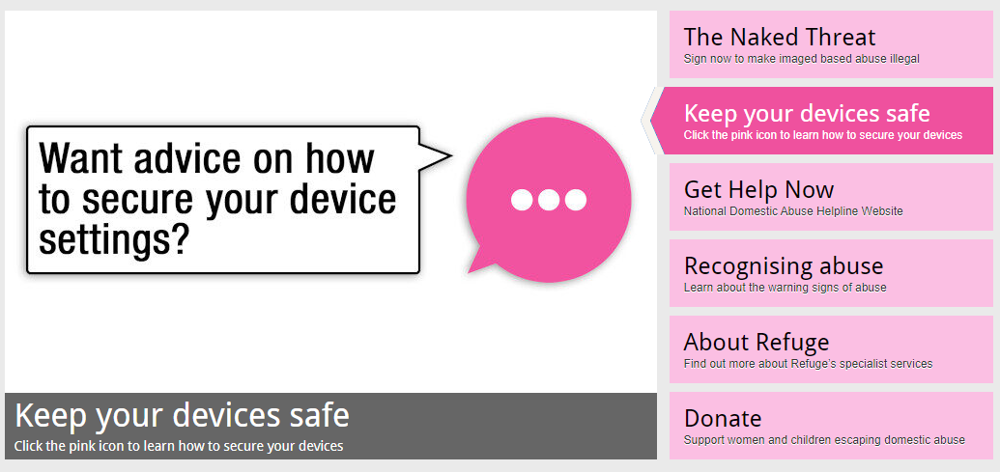 Want advice on how
to secure your device
settings?
Keep your devices safe
Click the pink icon to learn how to secure your devices
The Naked Threat
Sign now to make imaged based abuse illegal
Keep your devices safe
Click the pink icon to learn how to secure your devices
Get Help Now
National Domestic Abuse Helpline Website
Recognising abuse
Learn about the warning signs of abuse
About Refuge
Find out more about Refuge's specialist services
Donate
Support women and children escaping domestic abuse